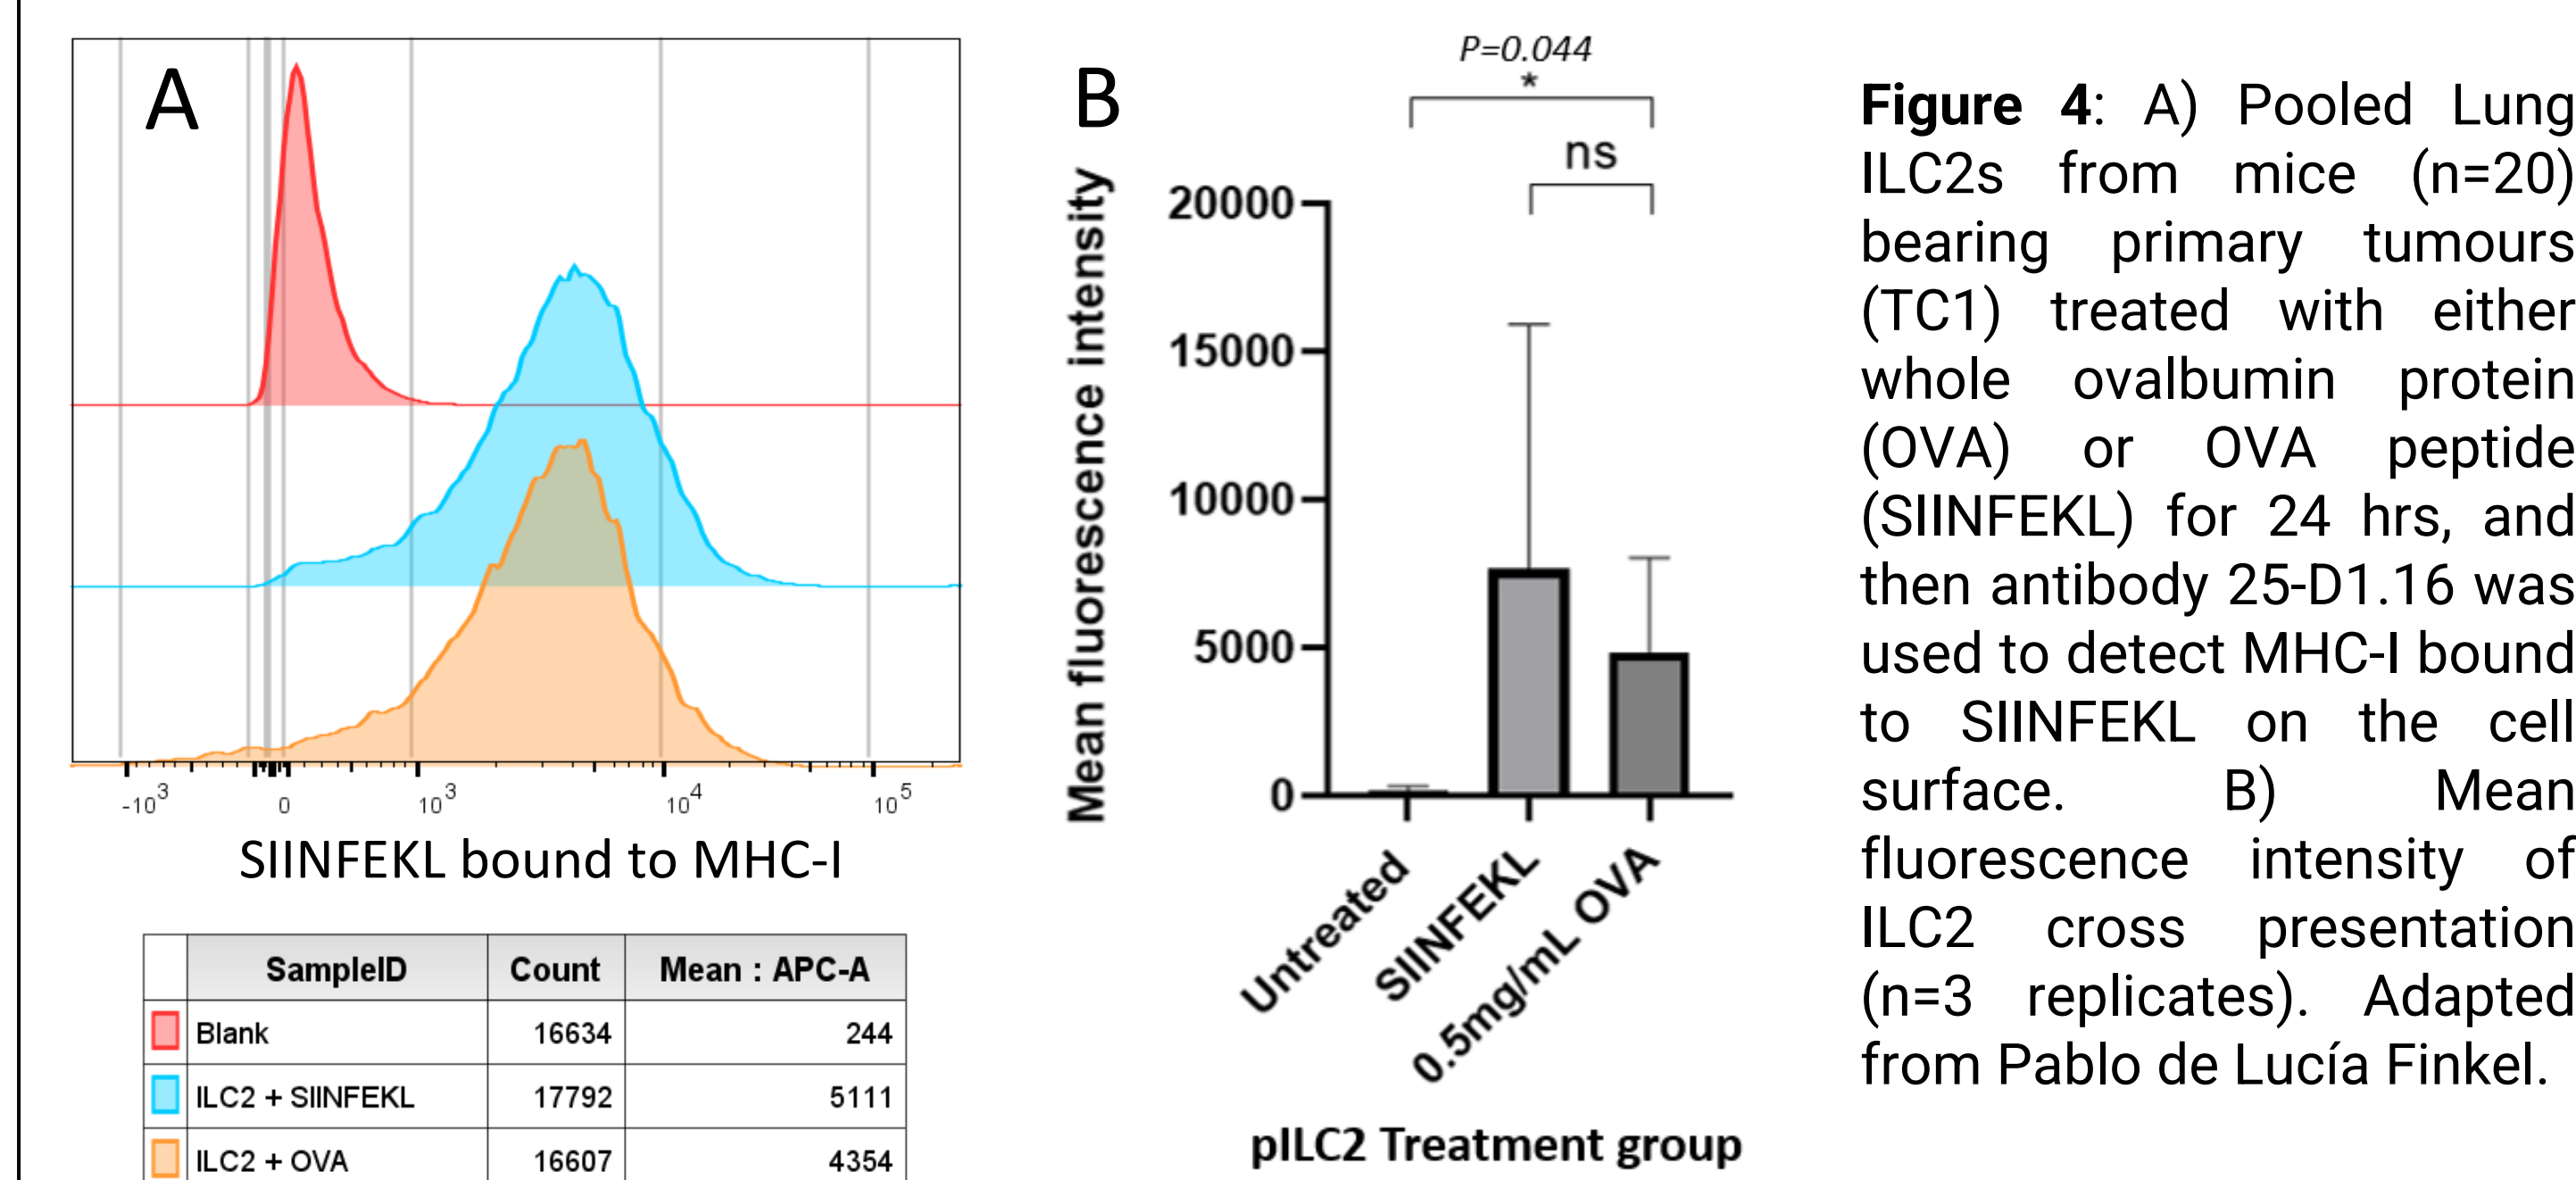 A
-10^3 0 10^3 10^4 10^5
SIINFEKL bound to MHC-I
SampleID Count Mean : APC-A
Blank 16634 244
ILC2 + SIINFEKL 17792 5111
ILC2 + OVA 16607 4354
B
P=0.044
*
ns
Mean fluorescence intensity
20000
15000
10000
5000
0
Untreated
SIINFEKL
0.5mg/mL OVA
pILC2 Treatment group
Figure 4: A) Pooled Lung
ILC2s from mice (n=20)
bearing primary tumours
(TC1) treated with either
whole ovalbumin protein
(OVA) or OVA peptide
(SIINFEKL) for 24 hrs, and
then antibody 25-D1.16 was
used to detect MHC-I bound
to SIINFEKL on the cell
surface. B) Mean
fluorescence intensity of
ILC2 cross presentation
(n=3 replicates). Adapted
from Pablo de Lucía Finkel.